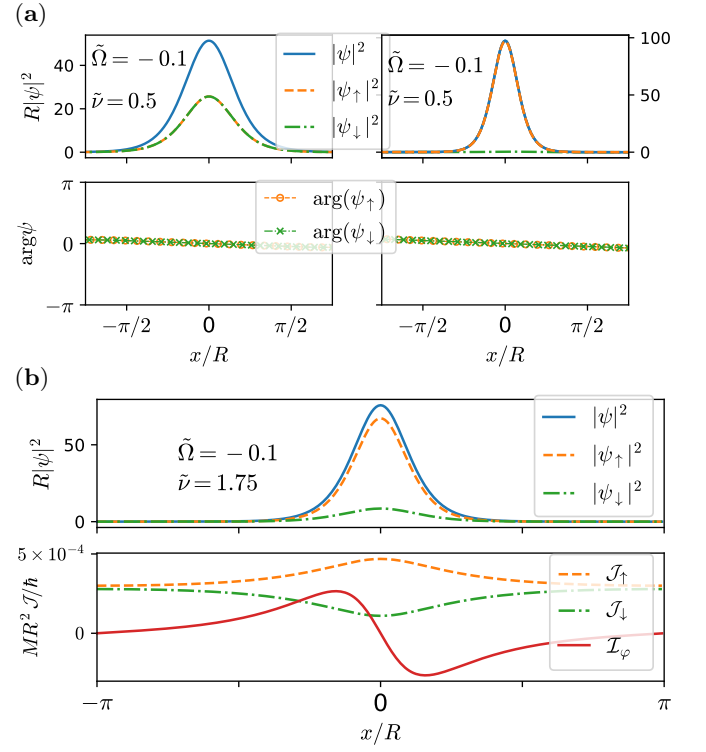 (a)
R|ψ|²
0
20
40
Ω̃ = −0.1
ν̃ = 0.5
|ψ|²
|ψ↑|²
|ψ↓|²
Ω̃ = −0.1
ν̃ = 0.5
100
50
0
argψ
π
0
−π
arg(ψ↑)
arg(ψ↓)
−π/2 0 π/2
x/R
−π/2 0 π/2
x/R
(b)
R|ψ|²
50
0
Ω̃ = −0.1
ν̃ = 1.75
|ψ|²
|ψ↑|²
|ψ↓|²
MR² 𝒥/ħ
5 × 10⁻⁴
0
𝒥↑
𝒥↓
ℐφ
−π 0 π
x/R